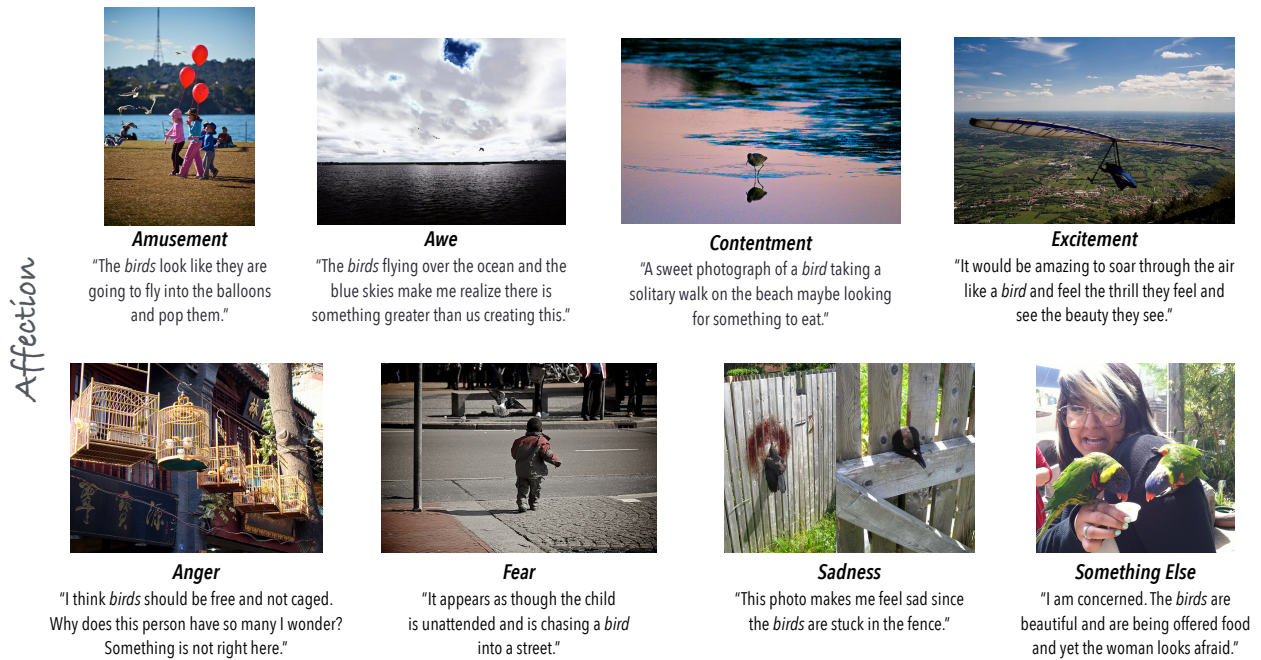 Affection
Amusement
“The birds look like they are
going to fly into the balloons
and pop them.”
Awe
“The birds flying over the ocean and the
blue skies make me realize there is
something greater than us creating this.”
Contentment
“A sweet photograph of a bird taking a
solitary walk on the beach maybe looking
for something to eat.”
Excitement
“It would be amazing to soar through the air
like a bird and feel the thrill they feel and
see the beauty they see.”
Anger
“I think birds should be free and not caged.
Why does this person have so many I wonder?
Something is not right here.”
Fear
“It appears as though the child
is unattended and is chasing a bird
into a street.”
Sadness
“This photo makes me feel sad since
the birds are stuck in the fence.”
Something Else
“I am concerned. The birds are
beautiful and are being offered food
and yet the woman looks afraid.”